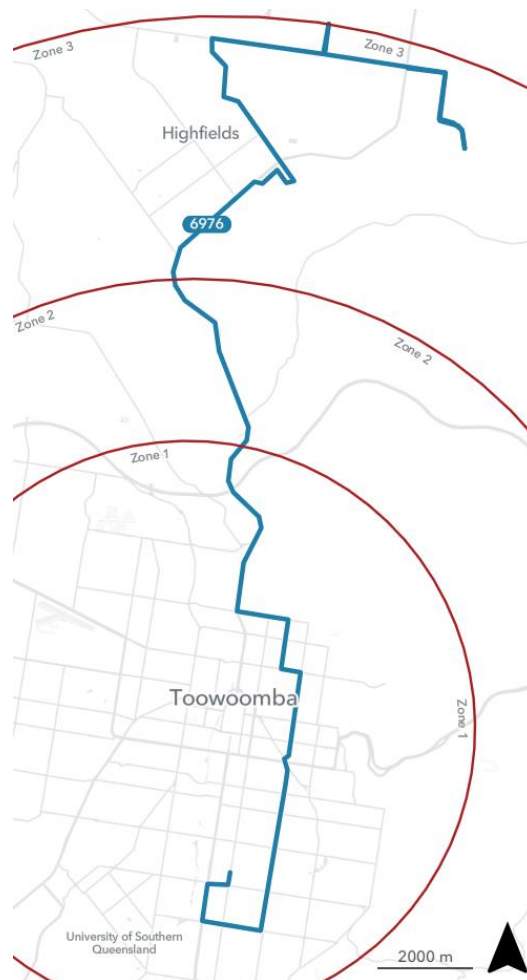 Zone 3
Zone 3
Highfields
6976
Zone 2
Zone 2
Zone 1
Toowoomba
Zone 1
University of Southern
Queensland
2000 m